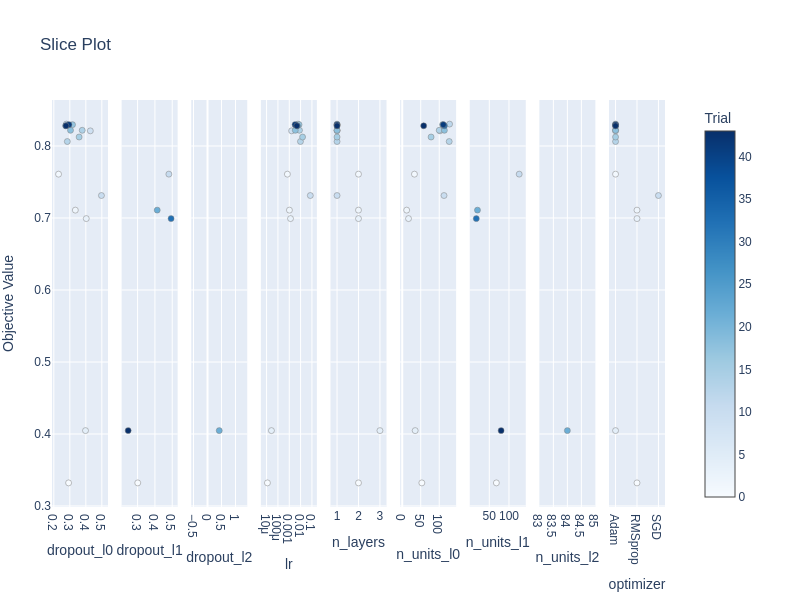 Slice Plot
Trial
Objective Value
0.8
0.7
0.6
0.5
0.4
0.3
40
35
30
25
20
15
10
5
0
0.2 0.3 0.4 0.5
dropout_l0
0.3 0.4 0.5
dropout_l1
−0.5 0 0.5 1
dropout_l2
10μ 100μ 0.001 0.01 0.1
lr
1 2 3
n_layers
0 50 100
n_units_l0
50 100
n_units_l1
83 83.5 84 84.5 85
n_units_l2
Adam RMSprop SGD
optimizer